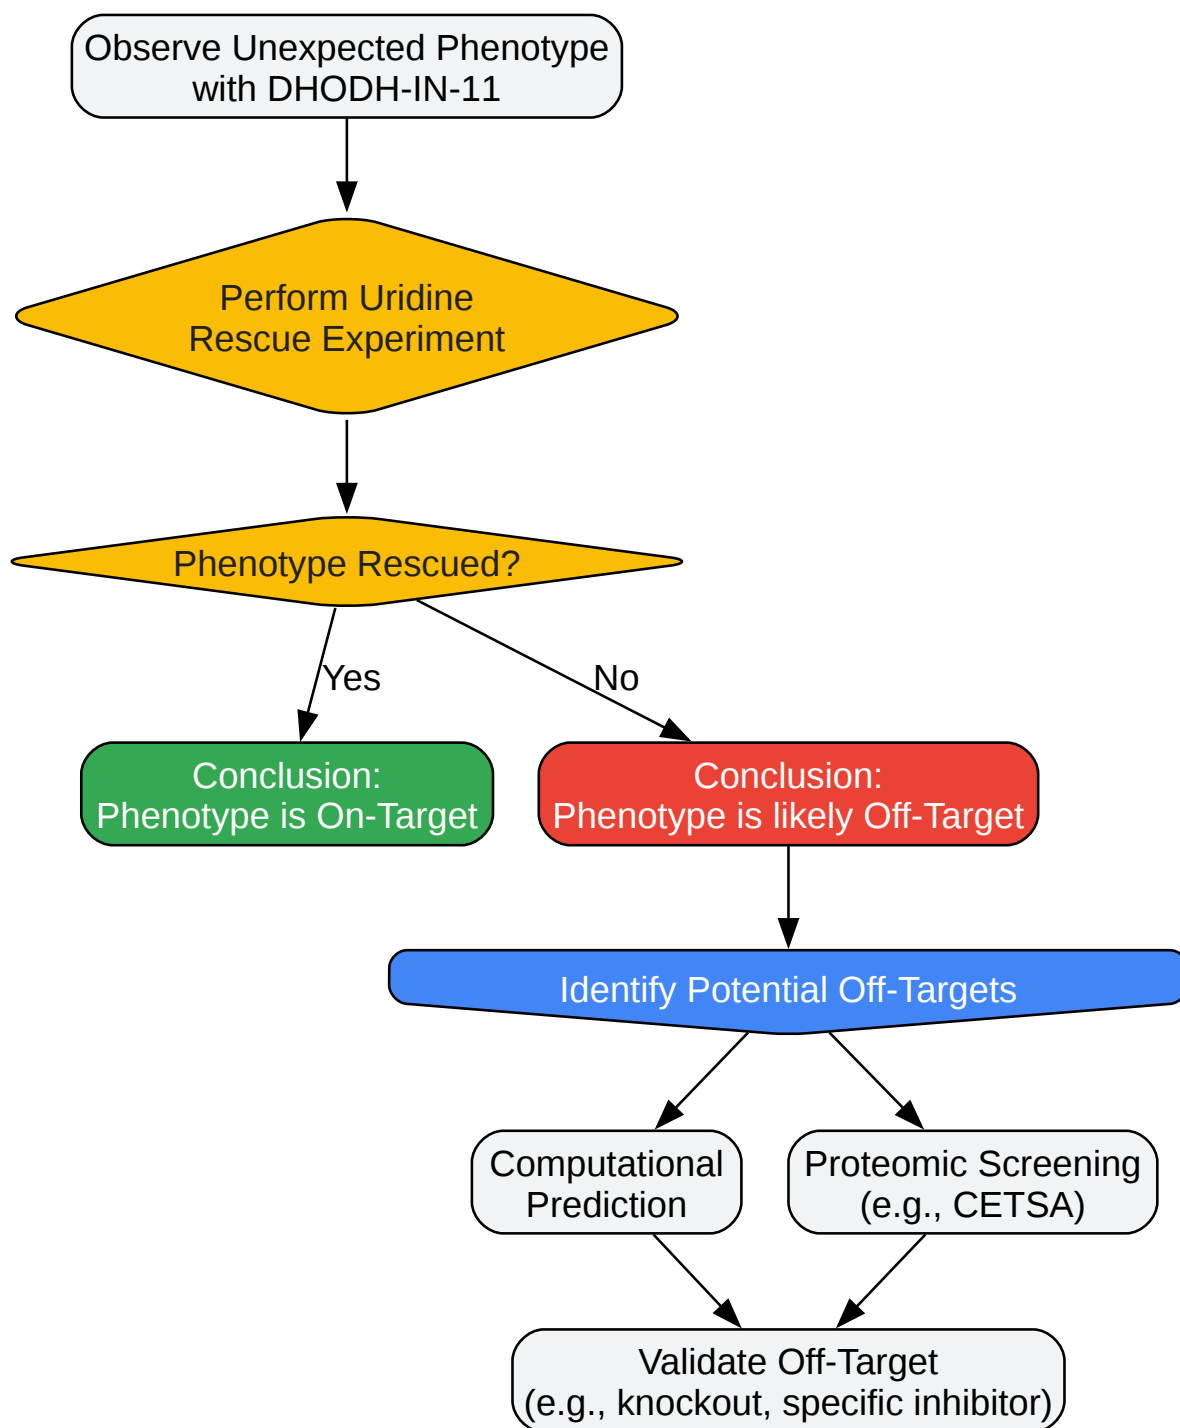 Observe Unexpected Phenotype
with DHODH-IN-11
Perform Uridine
Rescue Experiment
Phenotype Rescued?
Yes
No
Conclusion:
Phenotype is On-Target
Conclusion:
Phenotype is likely Off-Target
Identify Potential Off-Targets
Computational
Prediction
Proteomic Screening
(e.g., CETSA)
Validate Off-Target
(e.g., knockout, specific inhibitor)